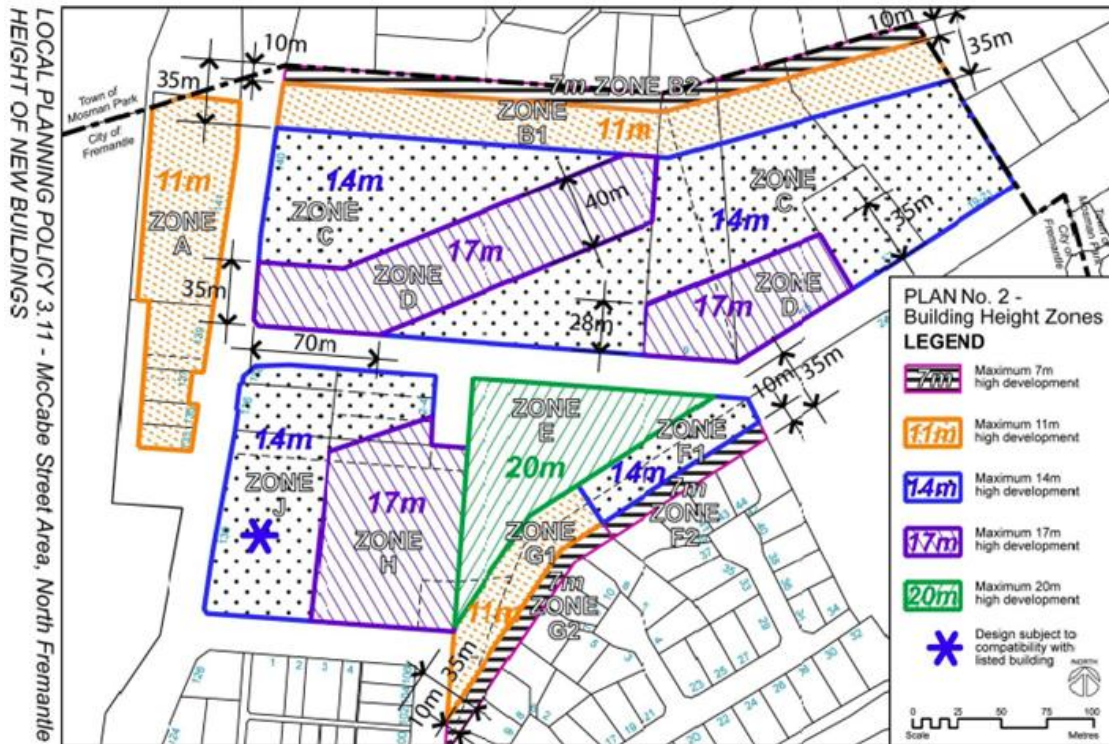 LOCAL PLANNING POLICY 3.11 - McCabe Street Area, North Fremantle
HEIGHT OF NEW BUILDINGS
10m
35m
10m
35m
Town of
Mosman Park
City of
Fremantle
7m ZONE B2
ZONE
B1
11m
11m
ZONE
A
14m
ZONE
C
ZONE
C
14m
40m
35m
17m
ZONE
D
17m
ZONE
D
35m
28m
70m
Town of
Mosman Park
City of
Fremantle
10m
35m
14m
ZONE
J
17m
ZONE
H
ZONE
E
20m
ZONE
F1
14m
7m
ZONE
F2
ZONE
G1
11m
7m
ZONE
G2
10m
35m
PLAN No. 2 -
Building Height Zones
LEGEND
7m
Maximum 7m
high development
11m
Maximum 11m
high development
14m
Maximum 14m
high development
17m
Maximum 17m
high development
20m
Maximum 20m
high development
Design subject to
compatibility with
listed building
NORTH
0 25 50 75 100
Scale Metres
126
1
2
3
4
124